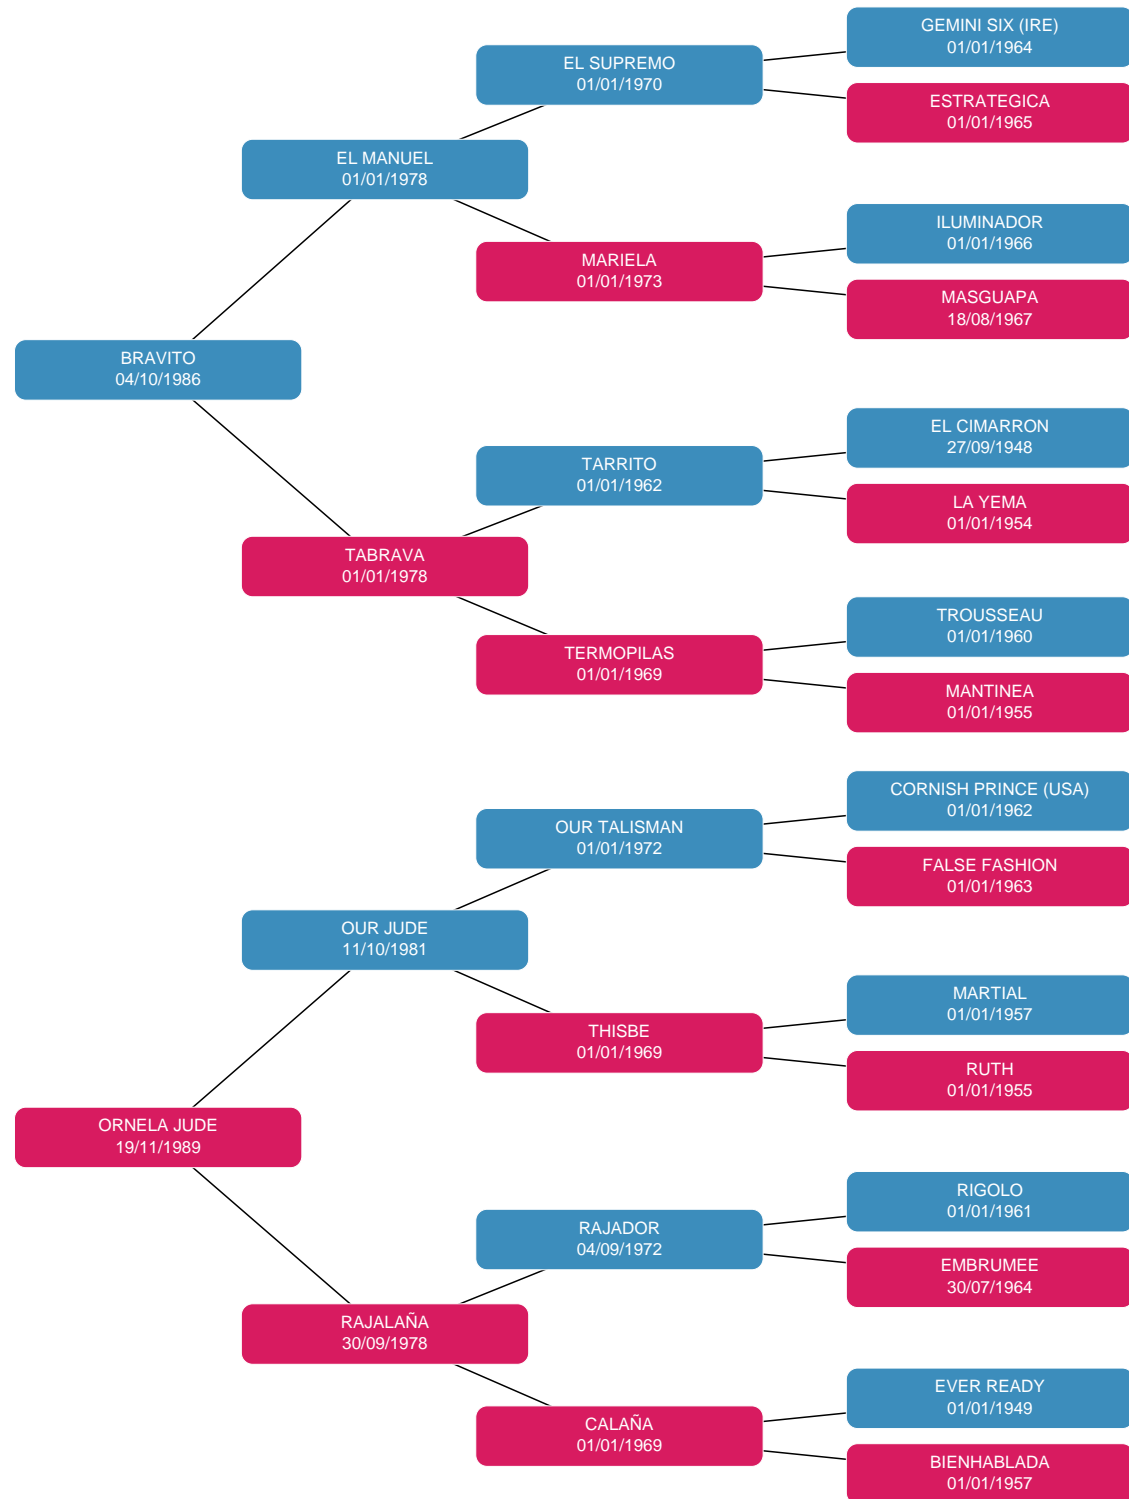 GEMINI SIX (IRE)
01/01/1964
EL SUPREMO
01/01/1970
ESTRATEGICA
01/01/1965
EL MANUEL
01/01/1978
ILUMINADOR
01/01/1966
MARIELA
01/01/1973
MASGUAPA
18/08/1967
BRAVITO
04/10/1986
EL CIMARRON
27/09/1948
TARRITO
01/01/1962
LA YEMA
01/01/1954
TABRAVA
01/01/1978
TROUSSEAU
01/01/1960
TERMOPILAS
01/01/1969
MANTINEA
01/01/1955
CORNISH PRINCE (USA)
01/01/1962
OUR TALISMAN
01/01/1972
FALSE FASHION
01/01/1963
OUR JUDE
11/10/1981
MARTIAL
01/01/1957
THISBE
01/01/1969
RUTH
01/01/1955
ORNELA JUDE
19/11/1989
RIGOLO
01/01/1961
RAJADOR
04/09/1972
EMBRUMEE
30/07/1964
RAJALAÑA
30/09/1978
EVER READY
01/01/1949
CALAÑA
01/01/1969
BIENHABLADA
01/01/1957